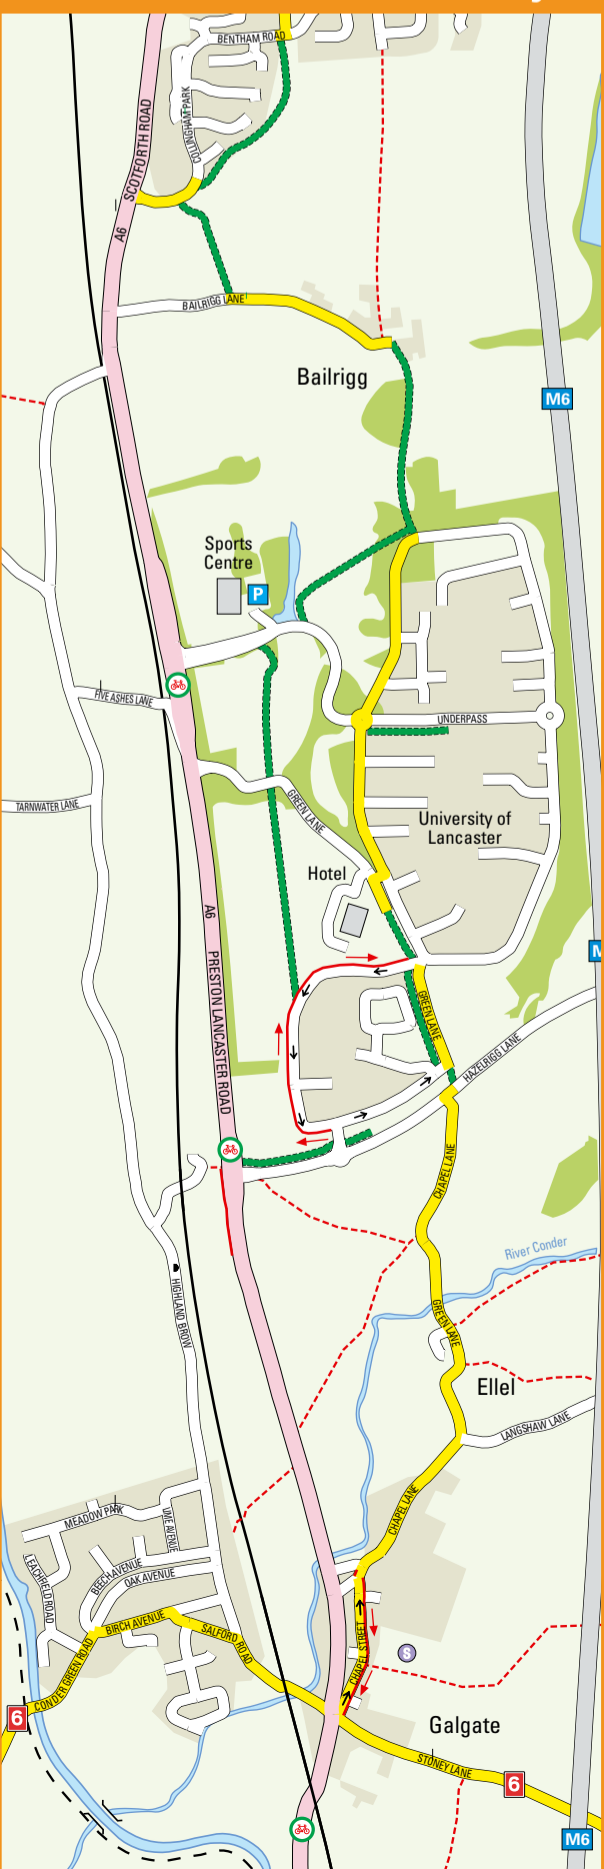 BENTHAM ROAD
COLLINGHAM PARK
SCOTFORTH ROAD
A6
BAILRIGG LANE
Bailrigg
M6
Sports
Centre
P
FIVE ASHES LANE
UNDERPASS
TARNWATER LANE
GREEN LANE
University of
Lancaster
Hotel
A6
PRESTON LANCASTER ROAD
M
GREEN LANE
HAZELRIGG LANE
CHAPEL LANE
River Conder
HIGHLAND BROW
GREEN LANE
Ellel
LANGSHAW LANE
CHAPEL LANE
MEADOW PARK
LIME AVENUE
LEACHFIELD ROAD
BEECH AVENUE
OAK AVENUE
BIRCH AVENUE
SALFORD ROAD
CONDER GREEN ROAD
CHAPEL STREET
S
6
Galgate
STONEY LANE
6
M6